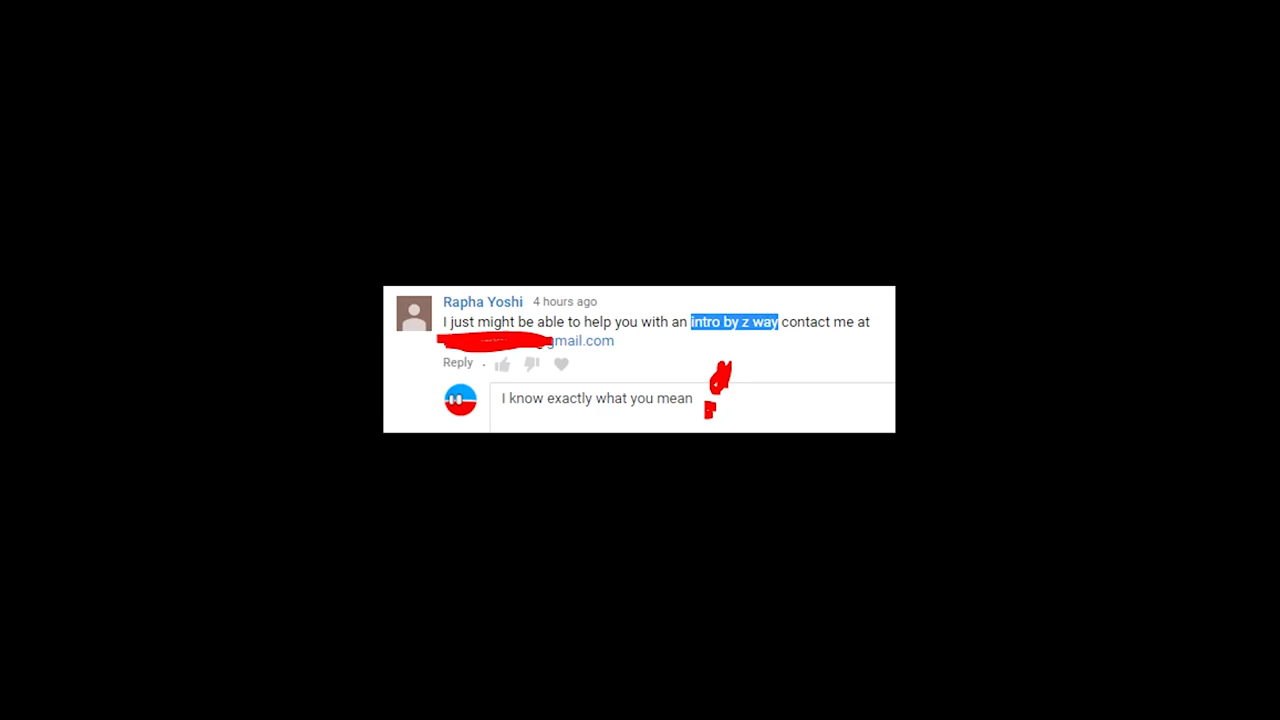 Rapha Yoshi 4 hours ago
I just might be able to help you with an intro by z way contact me at
gmail.com
Reply
I know exactly what you mean